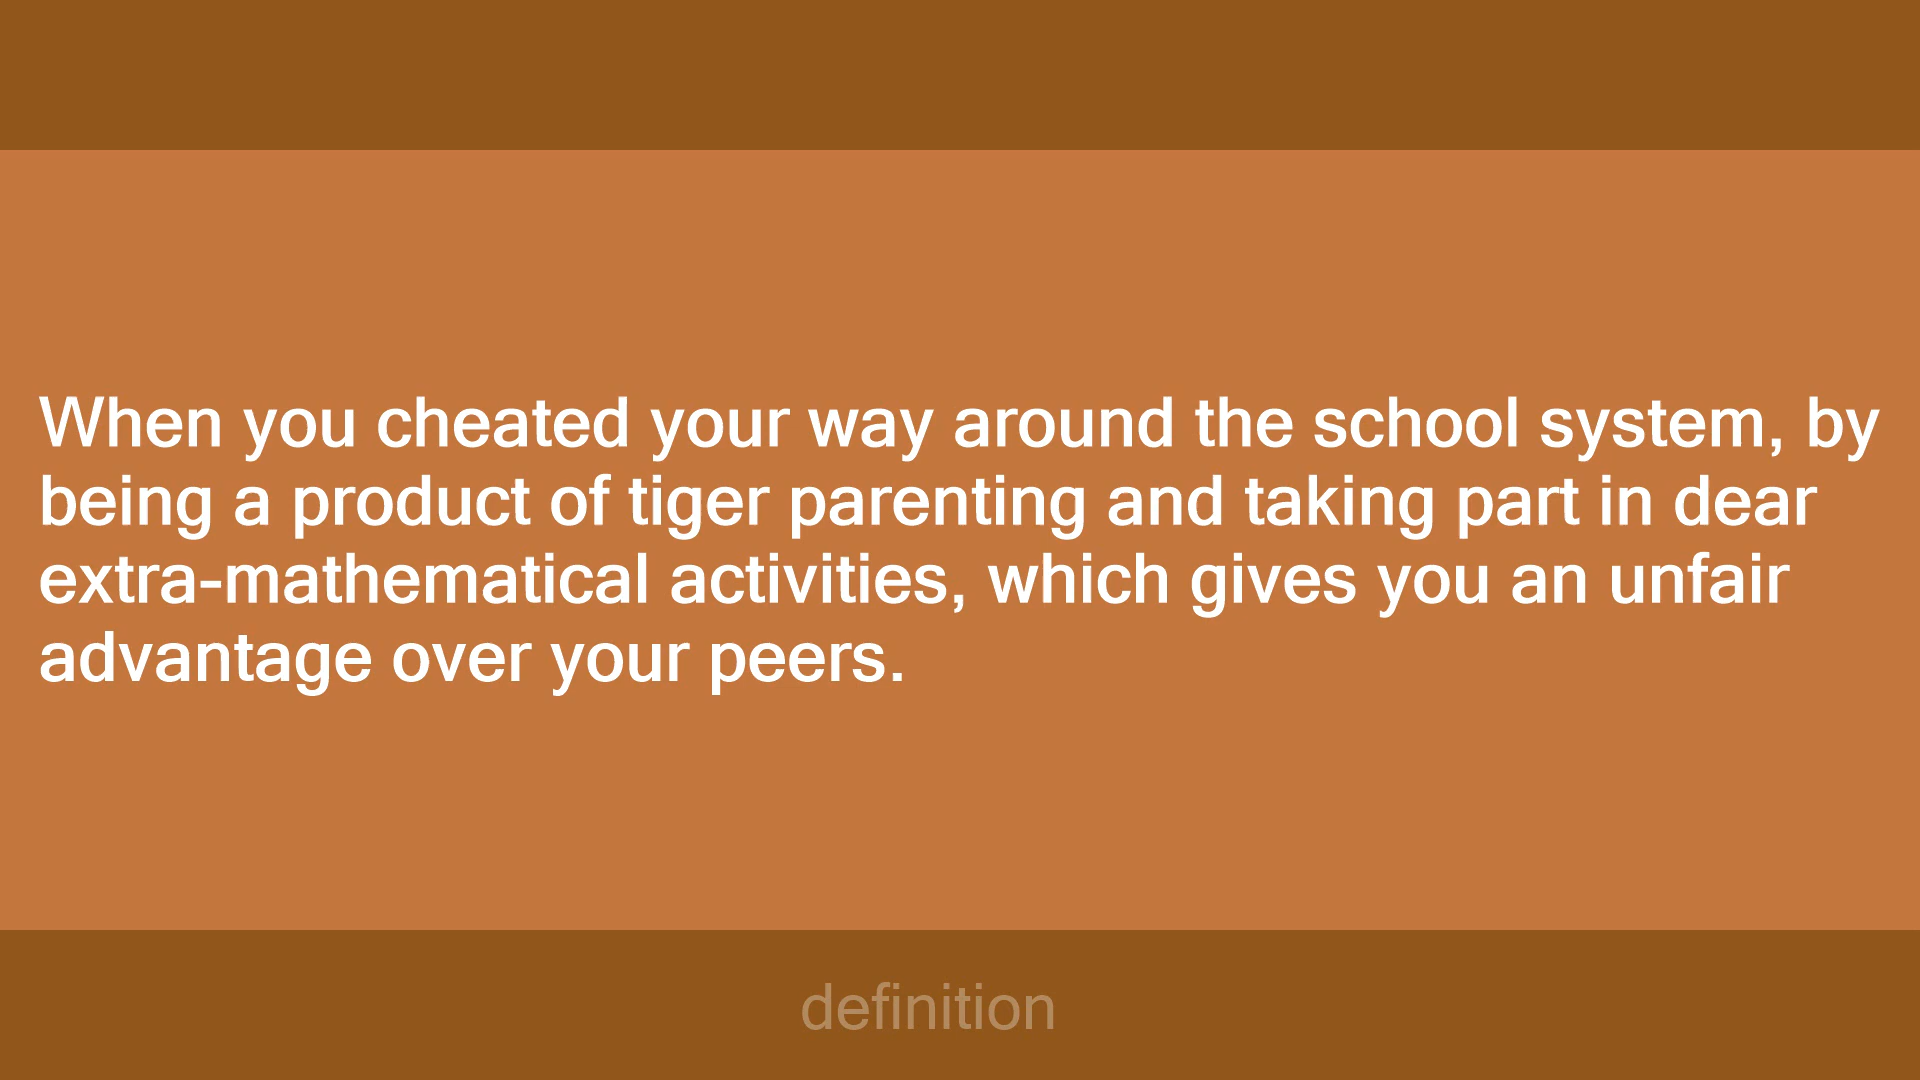 When you cheated your way around the school system, by
being a product of tiger parenting and taking part in dear
extra-mathematical activities, which gives you an unfair
advantage over your peers.
definition